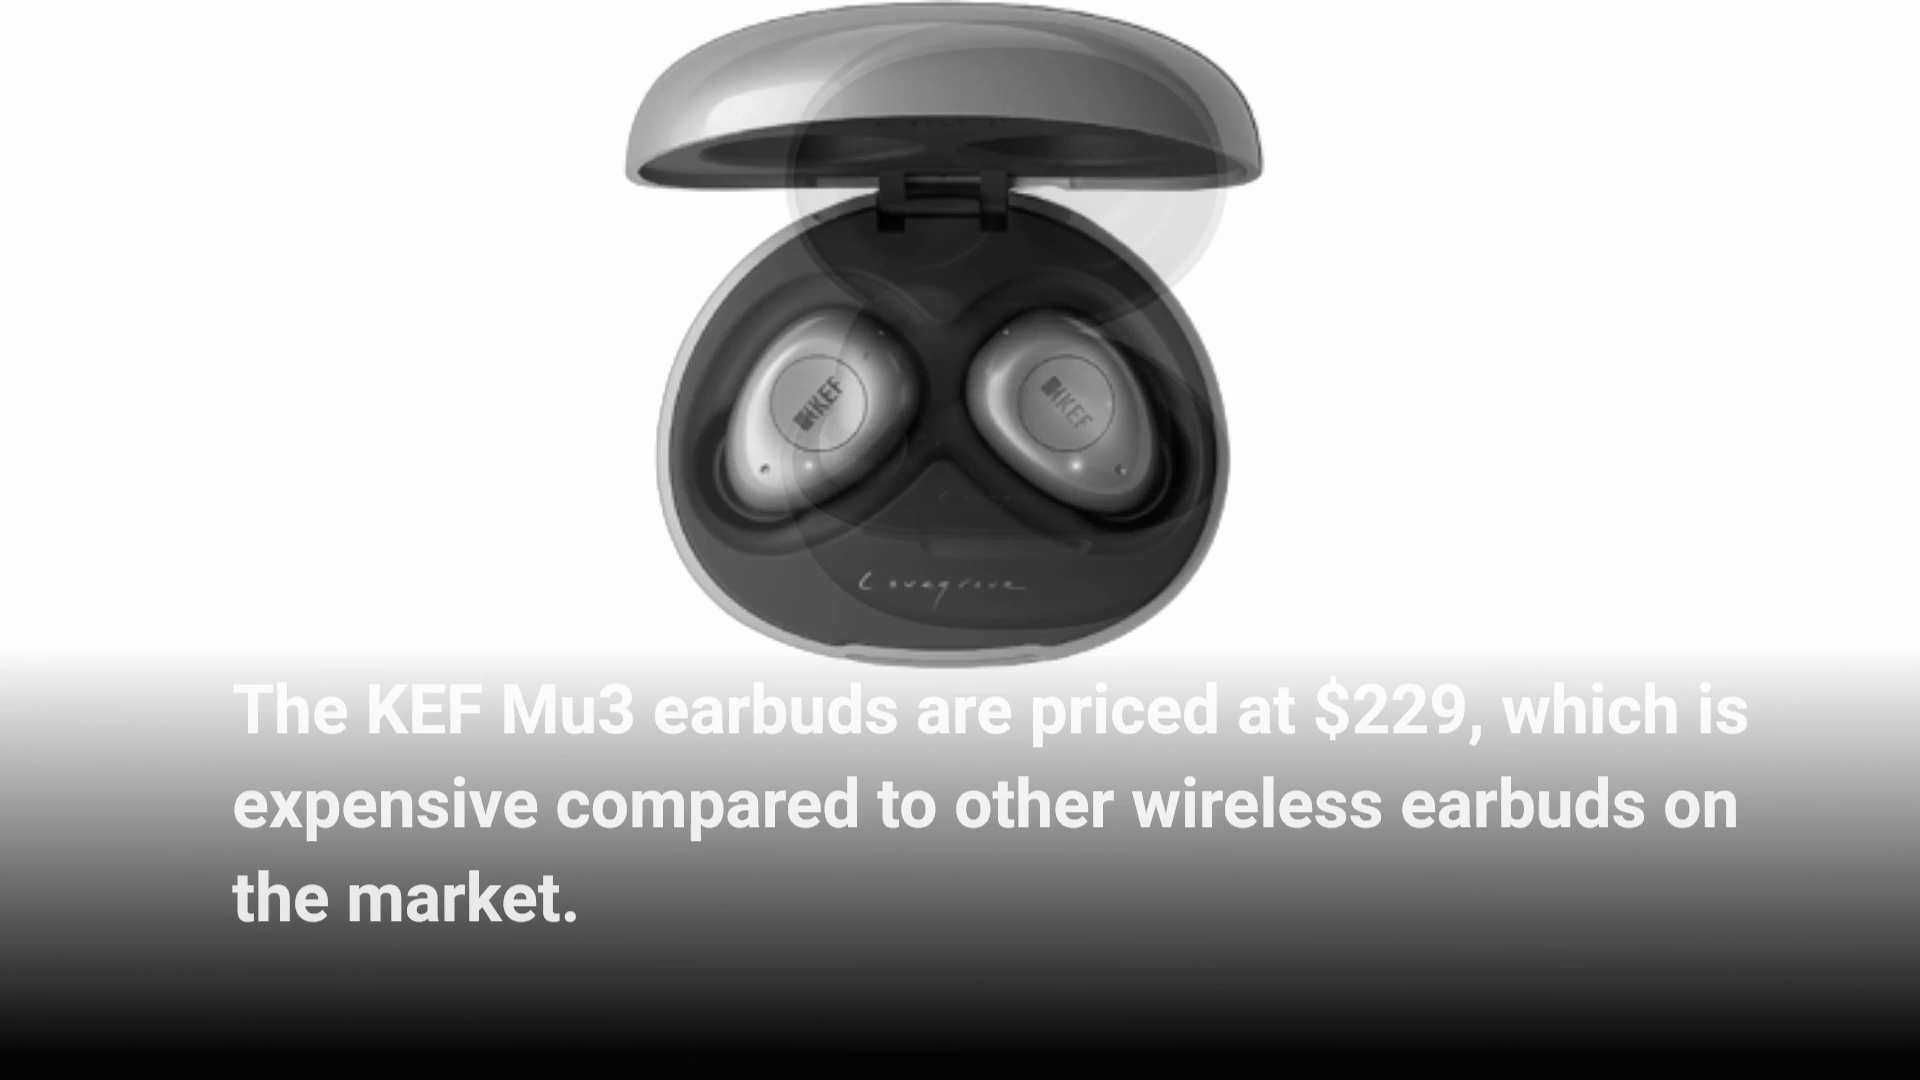 KEF
KEF
Lovegrove
The KEF Mu3 earbuds are priced at $229, which is
expensive compared to other wireless earbuds on
the market.